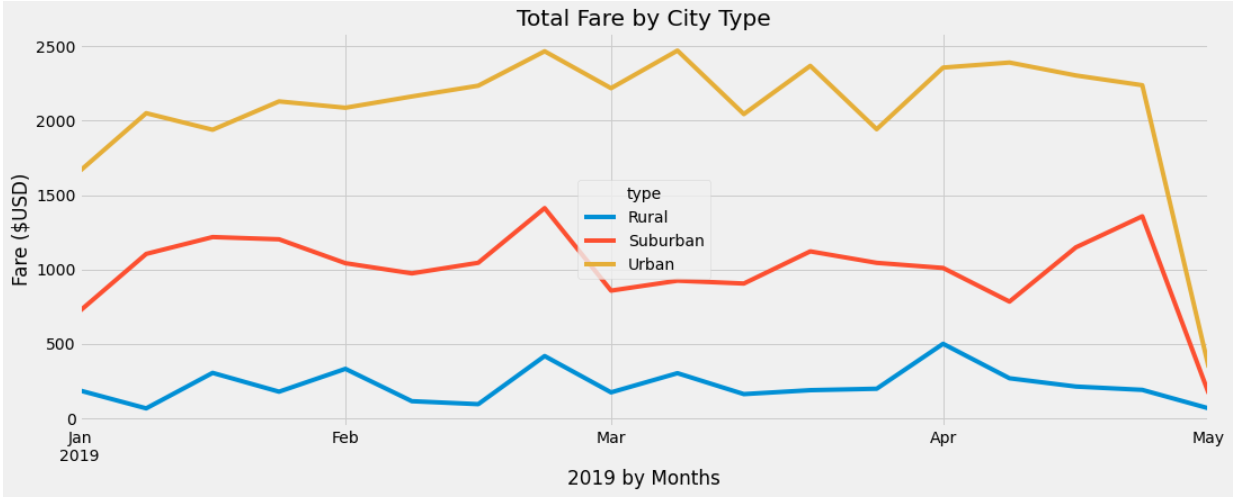 Total Fare by City Type
Fare ($USD)
2500
2000
1500
1000
500
0
type
Rural
Suburban
Urban
Jan Feb Mar Apr May
2019
2019 by Months